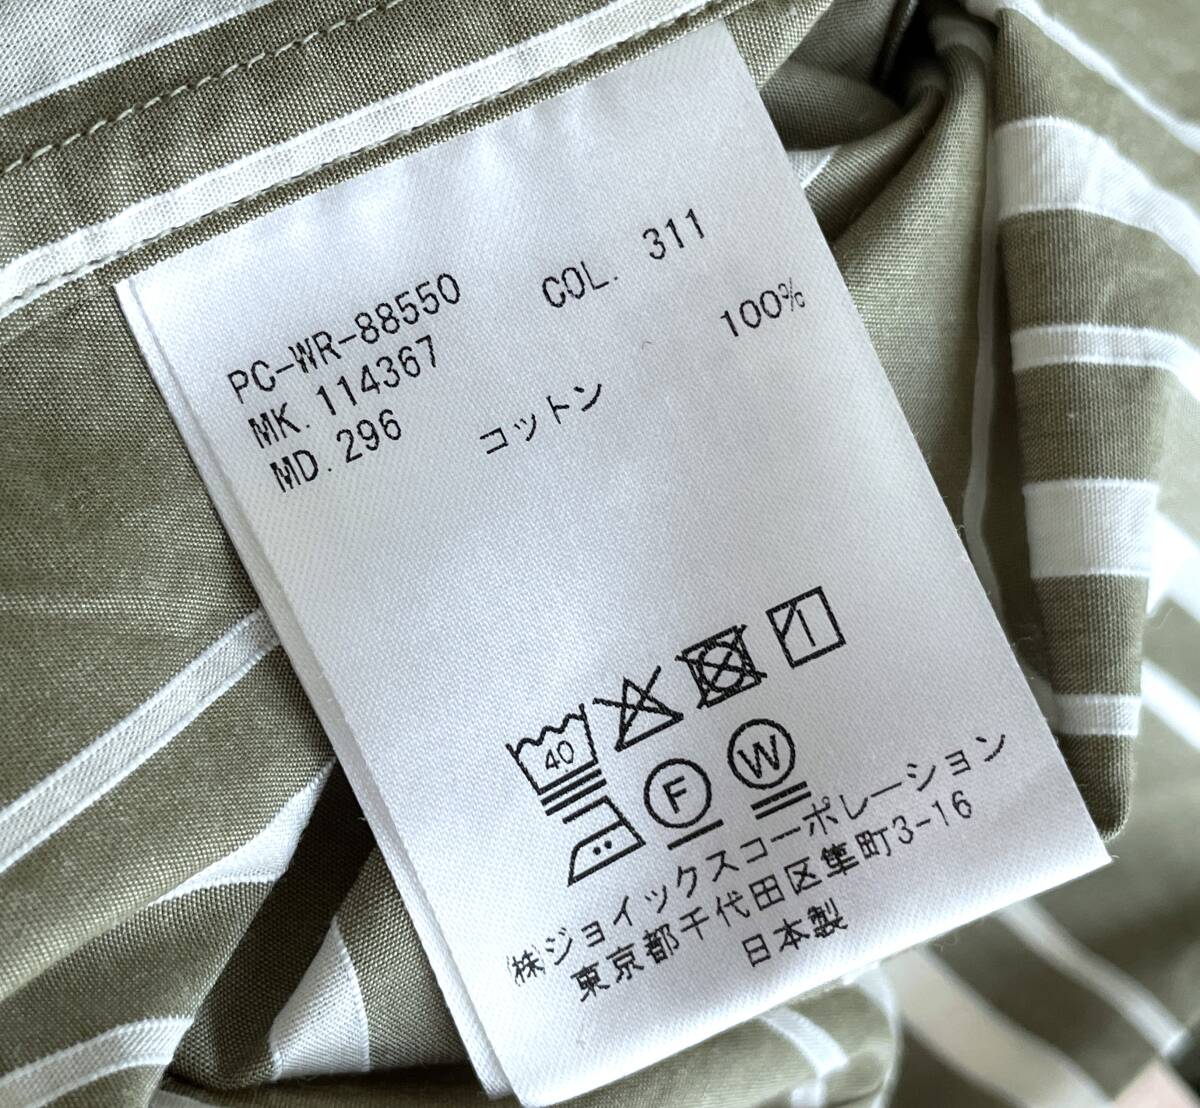 PC-WR-88550 COL. 311
MK. 114367
MD. 296 コットン 100%
40
F W
(株)ジョイックスコーポレーション
東京都千代田区隼町3-16
日本製